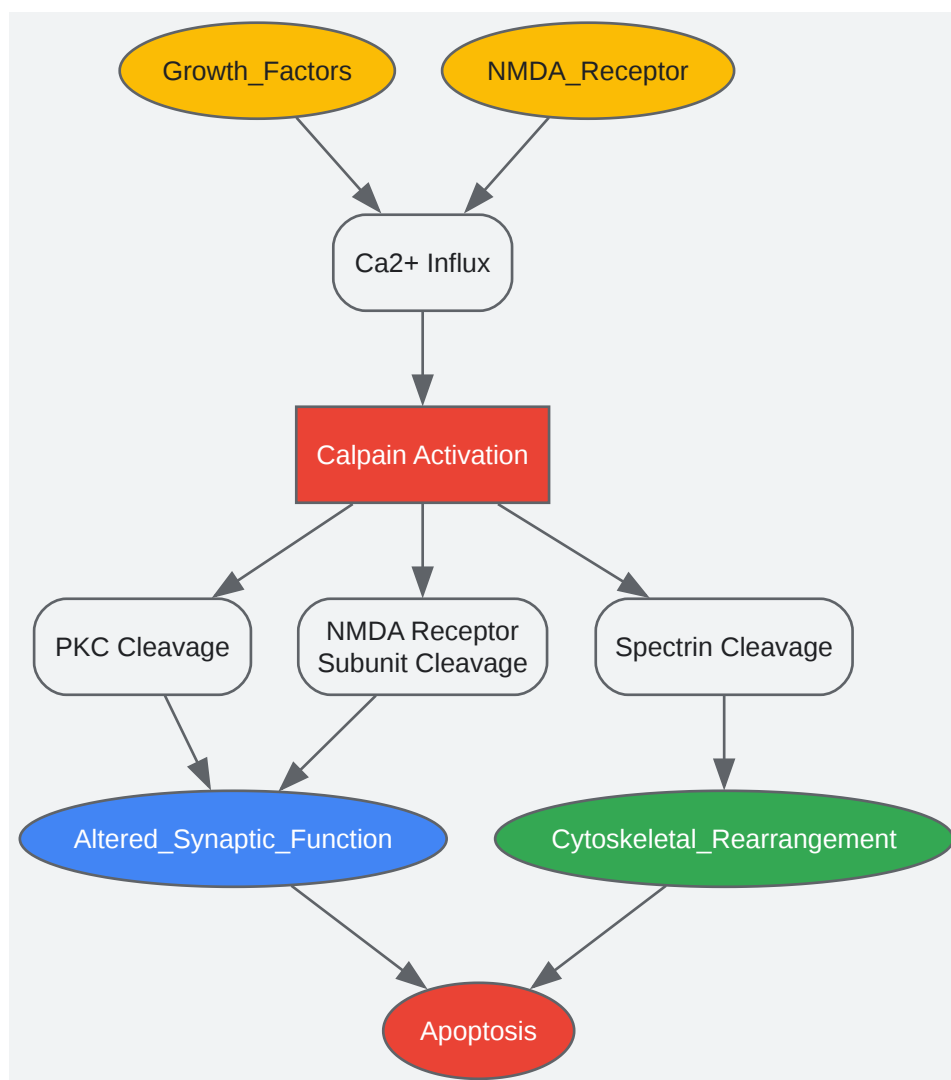 Growth_Factors
NMDA_Receptor
Ca2+ Influx
Calpain Activation
PKC Cleavage
NMDA Receptor
Subunit Cleavage
Spectrin Cleavage
Altered_Synaptic_Function
Cytoskeletal_Rearrangement
Apoptosis